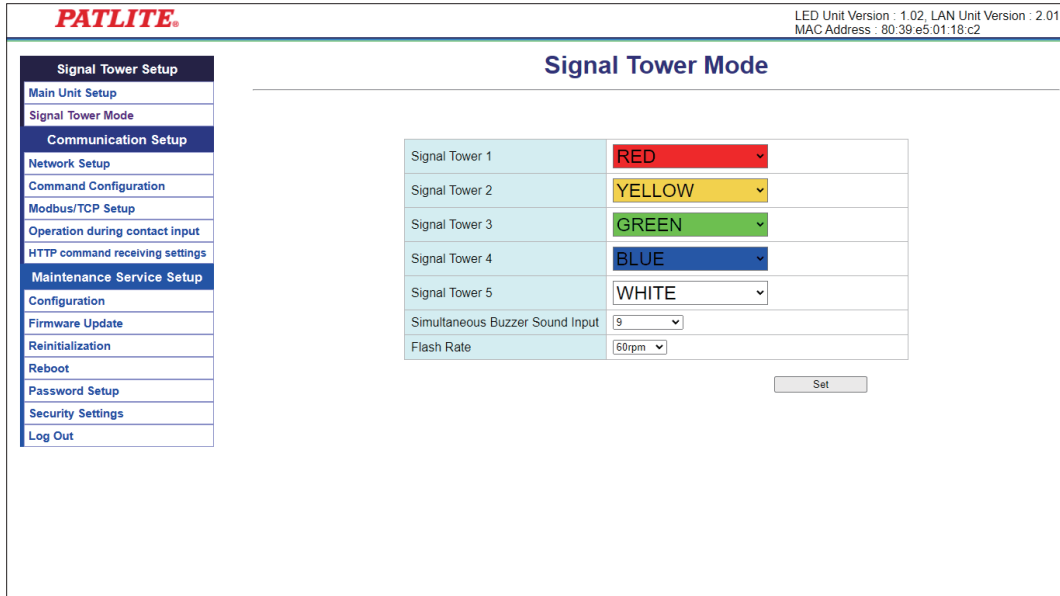 PATLITE®
LED Unit Version : 1.02, LAN Unit Version : 2.01
MAC Address : 80:39:e5:01:18:c2
Signal Tower Setup
Main Unit Setup
Signal Tower Mode
Communication Setup
Network Setup
Command Configuration
Modbus/TCP Setup
Operation during contact input
HTTP command receiving settings
Maintenance Service Setup
Configuration
Firmware Update
Reinitialization
Reboot
Password Setup
Security Settings
Log Out
Signal Tower Mode
Signal Tower 1 RED
Signal Tower 2 YELLOW
Signal Tower 3 GREEN
Signal Tower 4 BLUE
Signal Tower 5 WHITE
Simultaneous Buzzer Sound Input 9
Flash Rate 60rpm
Set